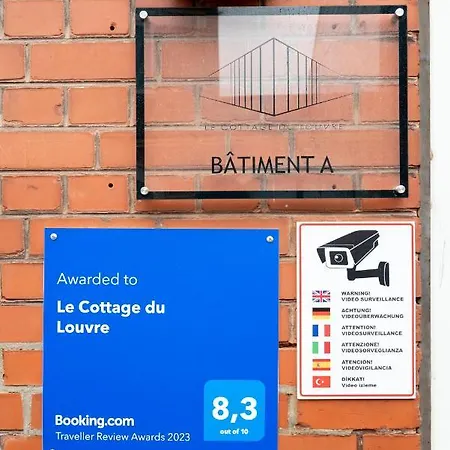 LE COTTAGE DU LOUVRE
BÂTIMENT A
Awarded to
Le Cottage du
Louvre
Booking.com
Traveller Review Awards 2023
8,3
out of 10
WARNING!
VIDEO SURVEILLANCE
ACHTUNG!
VIDEOÜBERWACHUNG
ATTENTION!
VIDEOSURVEILLANCE
ATTENZIONE!
VIDEOSORVEGLIANZA
ATENCION!
VIDEOVIGILANCIA
DİKKAT!
Video izleme